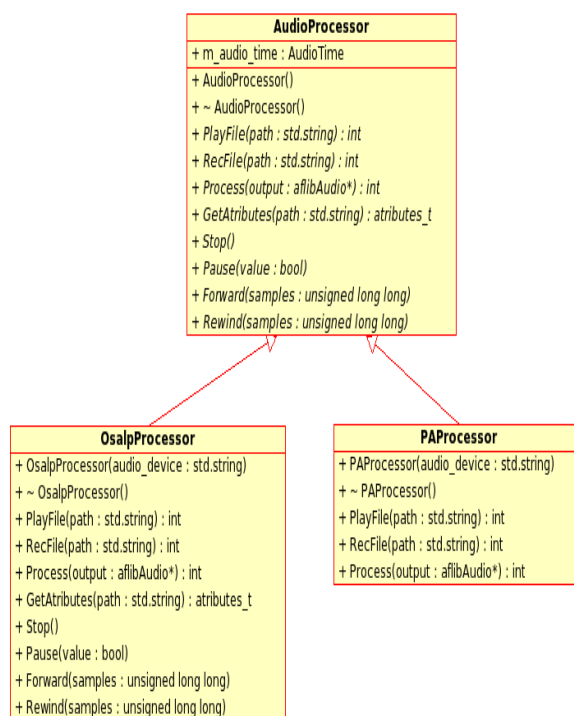 AudioProcessor
+ m_audio_time : AudioTime
+ AudioProcessor()
+ ~ AudioProcessor()
+ PlayFile(path : std.string) : int
+ RecFile(path : std.string) : int
+ Process(output : aflibAudio*) : int
+ GetAtributes(path : std.string) : atributes_t
+ Stop()
+ Pause(value : bool)
+ Forward(samples : unsigned long long)
+ Rewind(samples : unsigned long long)
OsalpProcessor
+ OsalpProcessor(audio_device : std.string)
+ ~ OsalpProcessor()
+ PlayFile(path : std.string) : int
+ RecFile(path : std.string) : int
+ Process(output : aflibAudio*) : int
+ GetAtributes(path : std.string) : atributes_t
+ Stop()
+ Pause(value : bool)
+ Forward(samples : unsigned long long)
+ Rewind(samples : unsigned long long)
PAProcessor
+ PAProcessor(audio_device : std.string)
+ ~ PAProcessor()
+ PlayFile(path : std.string) : int
+ RecFile(path : std.string) : int
+ Process(output : aflibAudio*) : int